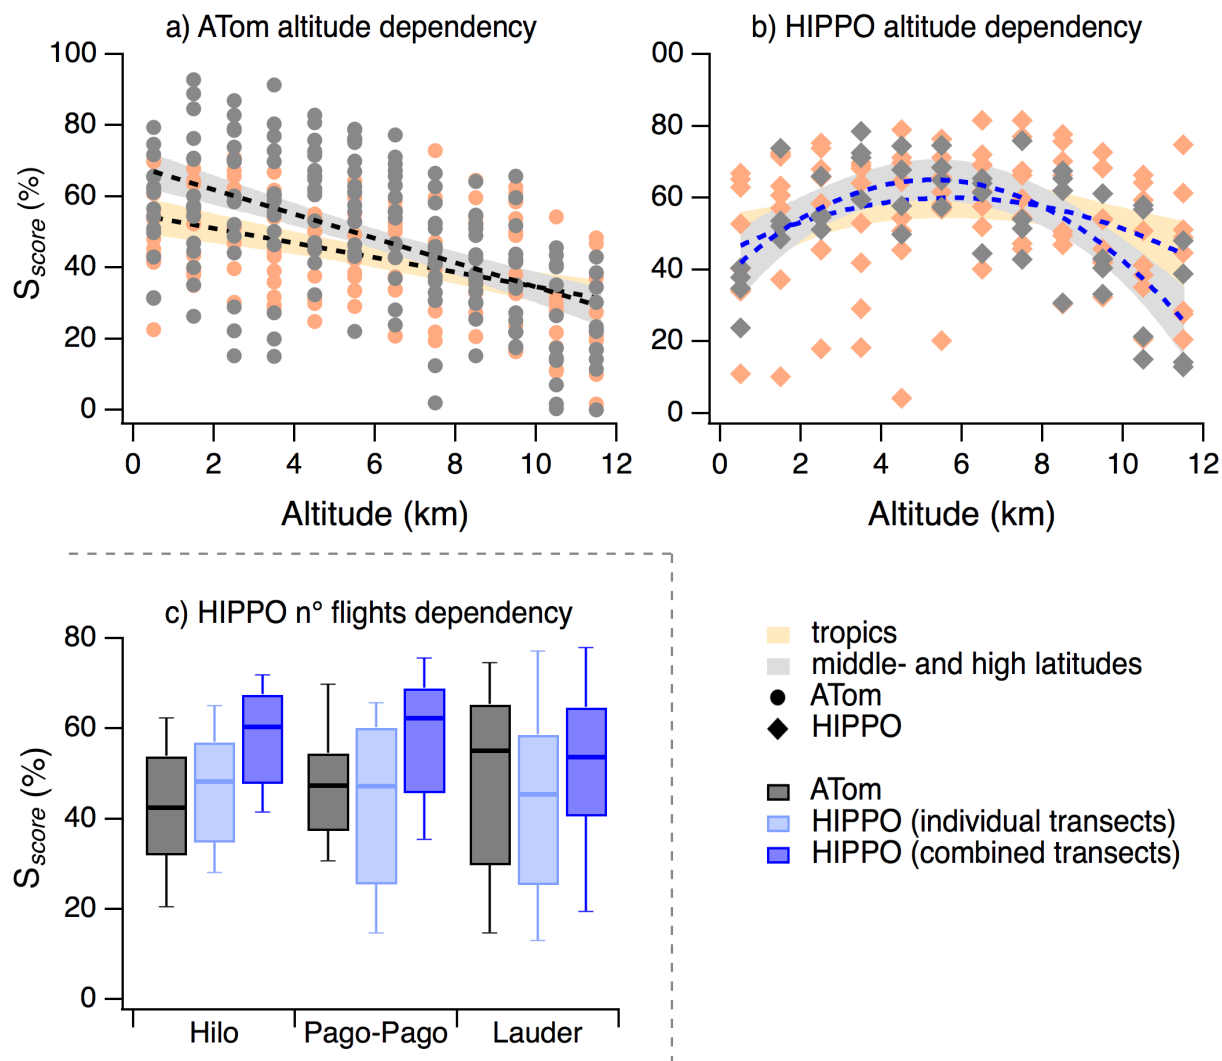 a) ATom altitude dependency
100
80
60
40
20
0
S_score (%)
0 2 4 6 8 10 12
Altitude (km)
b) HIPPO altitude dependency
00
80
60
40
20
0
0 2 4 6 8 10 12
Altitude (km)
c) HIPPO n° flights dependency
80
60
40
20
0
S_score (%)
Hilo Pago-Pago Lauder
tropics
middle- and high latitudes
ATom
HIPPO
ATom
HIPPO (individual transects)
HIPPO (combined transects)